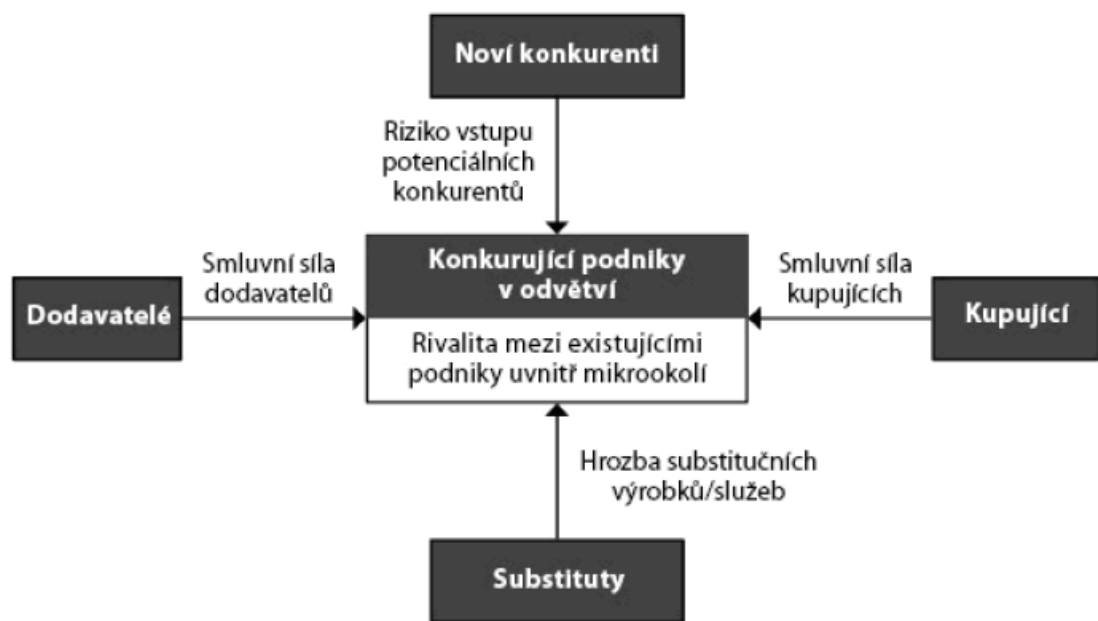 Noví konkurenti
Riziko vstupu
potenciálních
konkurentů
Smluvní síla
dodavatelů
Konkurující podniky
v odvětví
Smluvní síla
kupujících
Dodavatelé
Kupující
Rivalita mezi existujícími
podniky uvnitř mikrookolí
Hrozba substitučních
výrobků/služeb
Substituty